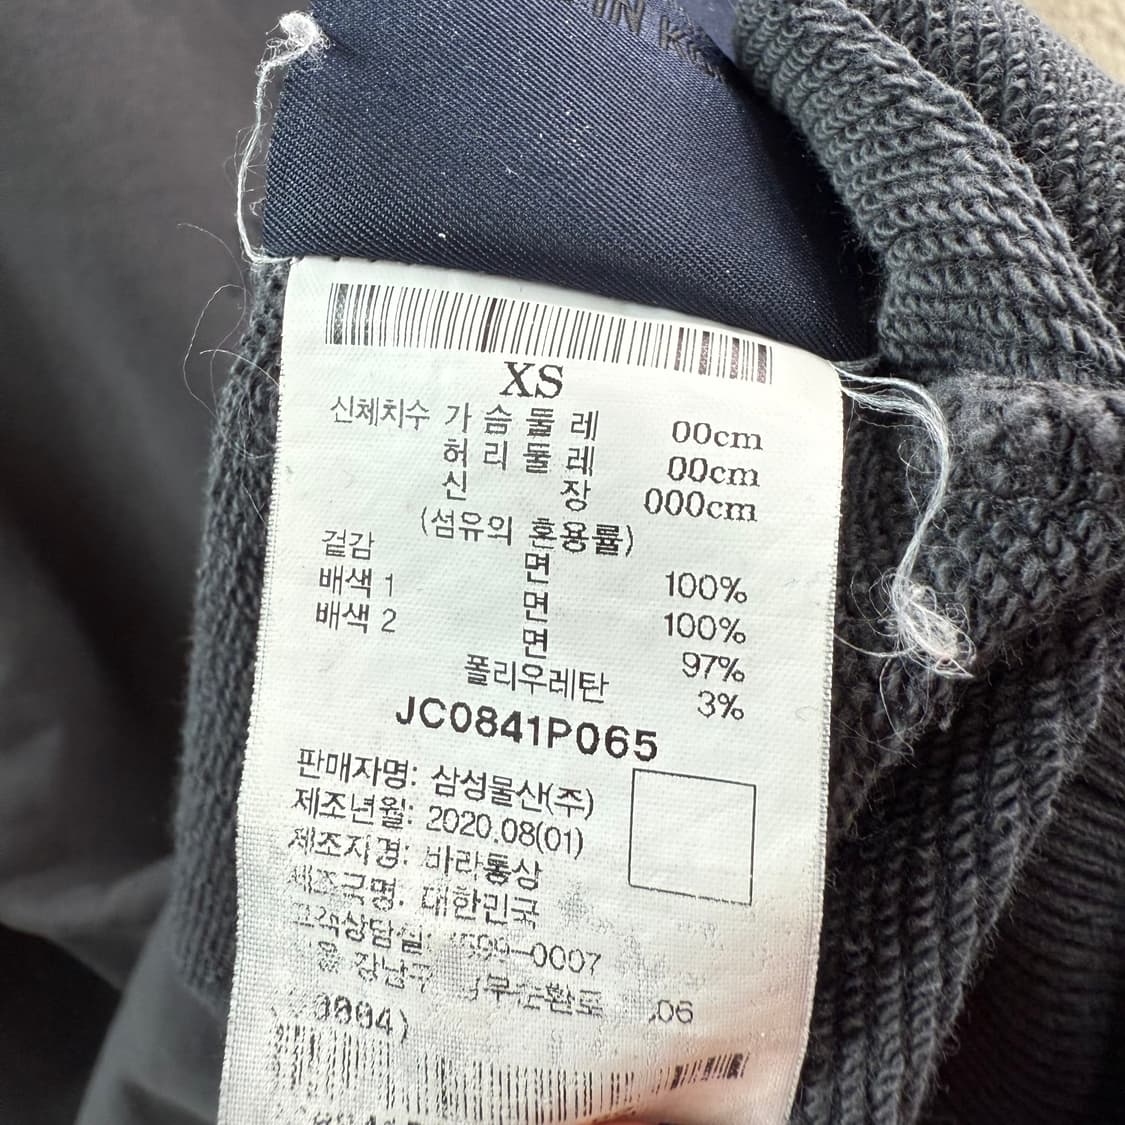 IN KOR
XS
신체치수 가슴둘레 00cm
허리둘레 00cm
신장 000cm
(섬유의 혼용률)
겉감 면 100%
배색 1 면 100%
배색 2 면 97%
폴리우레탄 3%
JC0841P065
판매자명: 삼성물산(주)
제조년월: 2020.08(01)
제조자명: 바라통상
제조국명: 대한민국
고객상담실: 1599-0007
06